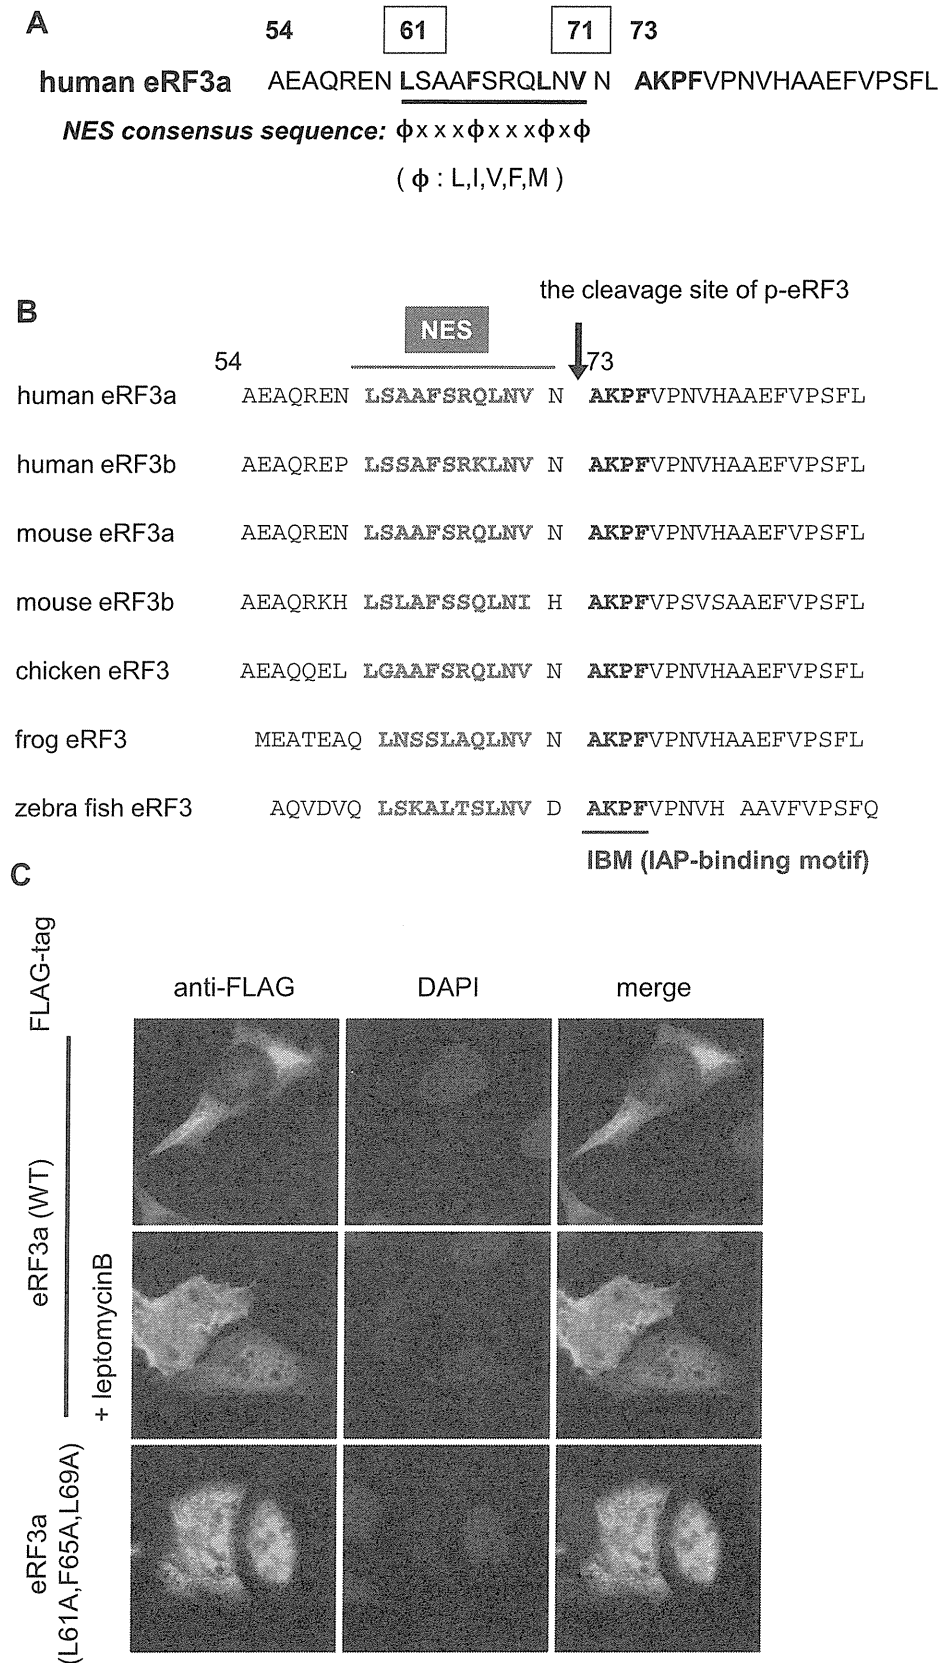 A
54 61 71 73
human eRF3a AEAQREN LSAAFSRQLNV N AKPFVPNVHAAEFVPSFL
NES consensus sequence: ϕxxxϕxxxϕxϕ
( ϕ : L,I,V,F,M )
B
the cleavage site of p-eRF3
NES
54 73
human eRF3a AEAQREN LSAAFSRQLNV N AKPFVPNVHAAEFVPSFL
human eRF3b AEAQREP LSSAFSRKLNV N AKPFVPNVHAAEFVPSFL
mouse eRF3a AEAQREN LSAAFSRQLNV N AKPFVPNVHAAEFVPSFL
mouse eRF3b AEAQRKH LSLAFSSQLNI H AKPFVPSVSAAEFVPSFL
chicken eRF3 AEAQQEL LGAAFSRQLNV N AKPFVPNVHAAEFVPSFL
frog eRF3 MEATEAQ LNSSLAQLNV N AKPFVPNVHAAEFVPSFL
zebra fish eRF3 AQVDVQ LSKALTSLNV D AKPFVPNVH AAVFVPSFQ
IBM (IAP-binding motif)
C
FLAG-tag
anti-FLAG DAPI merge
eRF3a (WT)
+ leptomycinB
eRF3a
(L61A,F65A,L69A)